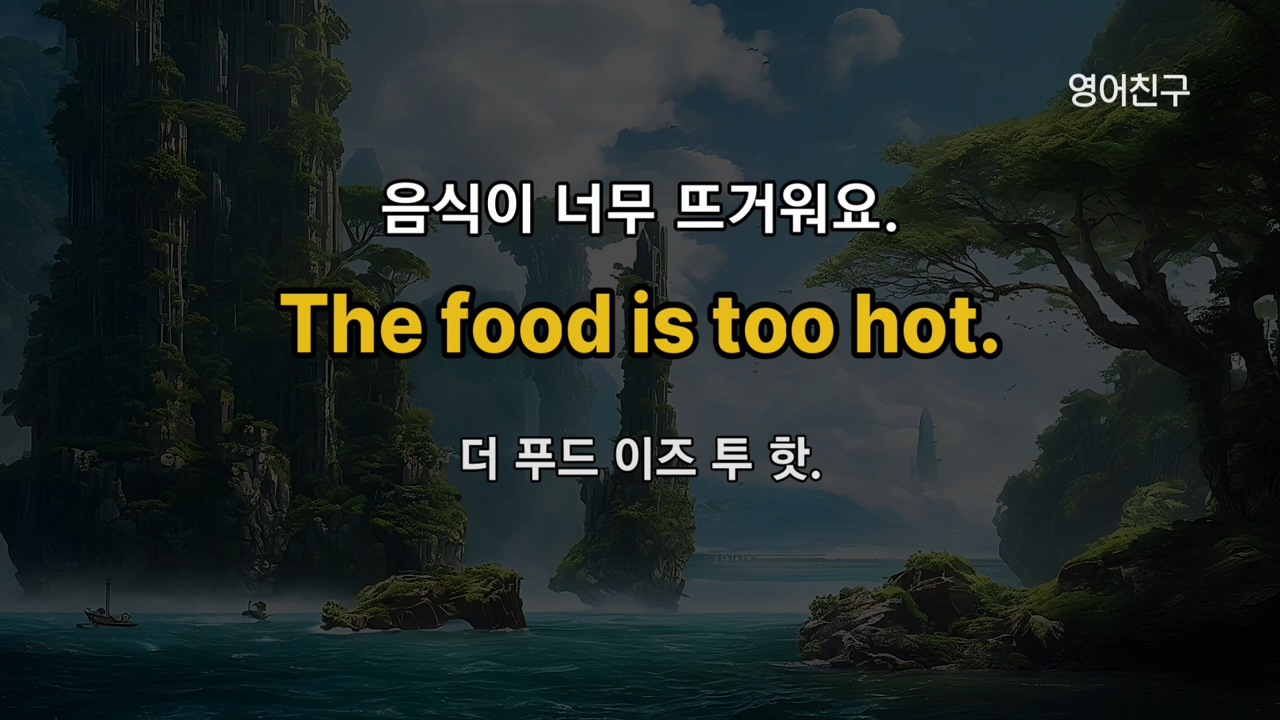 영어친구
음식이 너무 뜨거워요.
The food is too hot.
더 푸드 이즈 투 핫.